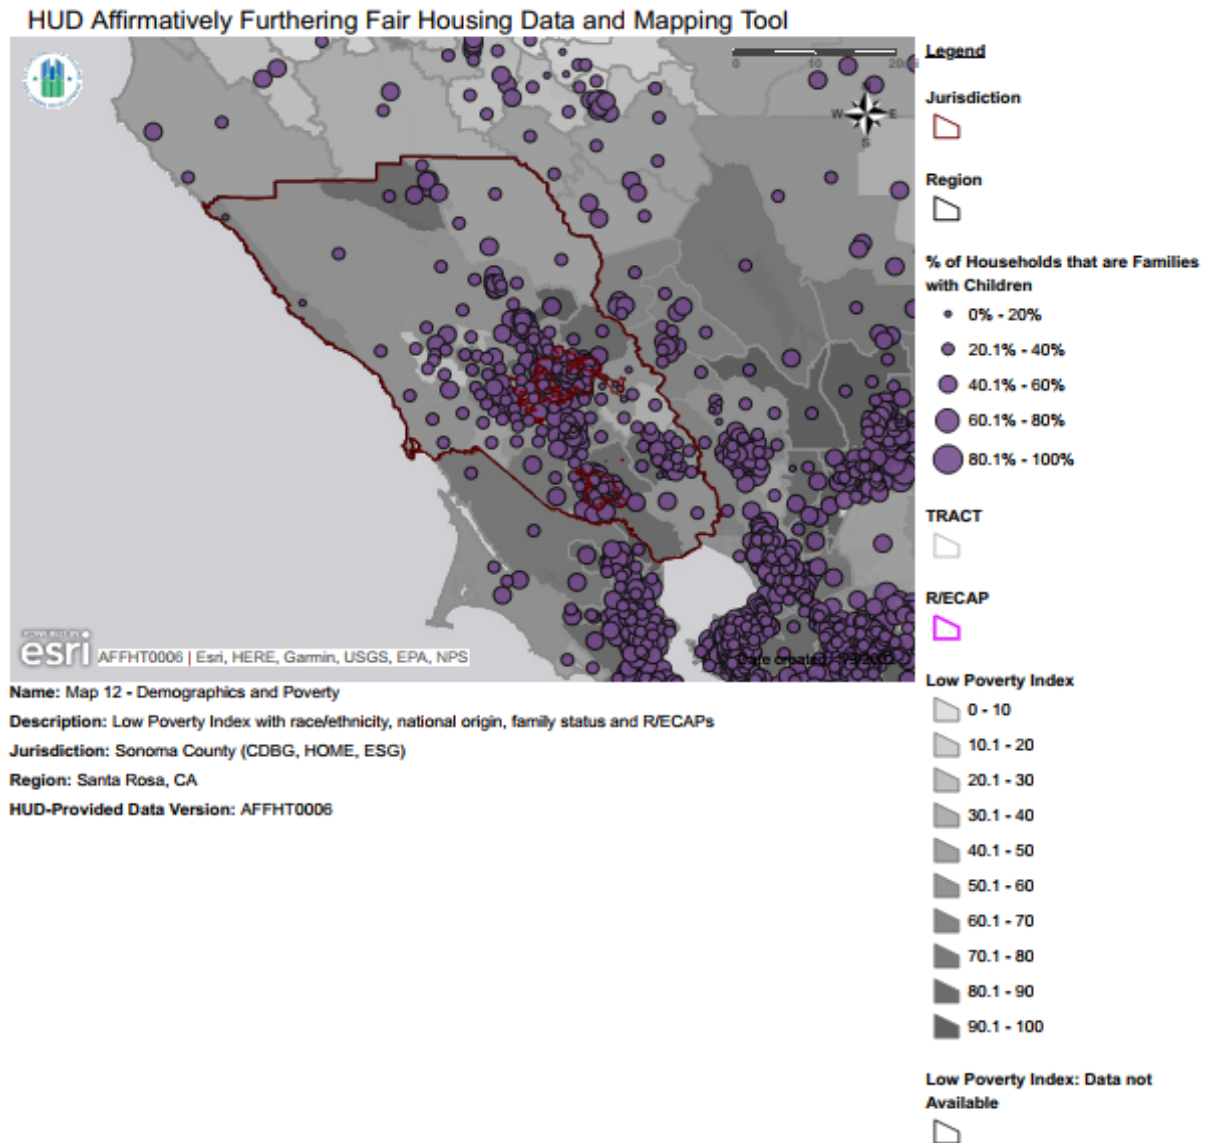 HUD Affirmatively Furthering Fair Housing Data and Mapping Tool
0 10 20
W E
S
POWERED BY
esri
AFFHT0006 | Esri, HERE, Garmin, USGS, EPA, NPS
Name: Map 12 - Demographics and Poverty
Description: Low Poverty Index with race/ethnicity, national origin, family status and R/ECAPs
Jurisdiction: Sonoma County (CDBG, HOME, ESG)
Region: Santa Rosa, CA
HUD-Provided Data Version: AFFHT0006
Legend
Jurisdiction
Region
% of Households that are Families
with Children
0% - 20%
20.1% - 40%
40.1% - 60%
60.1% - 80%
80.1% - 100%
TRACT
R/ECAP
Low Poverty Index
0 - 10
10.1 - 20
20.1 - 30
30.1 - 40
40.1 - 50
50.1 - 60
60.1 - 70
70.1 - 80
80.1 - 90
90.1 - 100
Low Poverty Index: Data not
Available